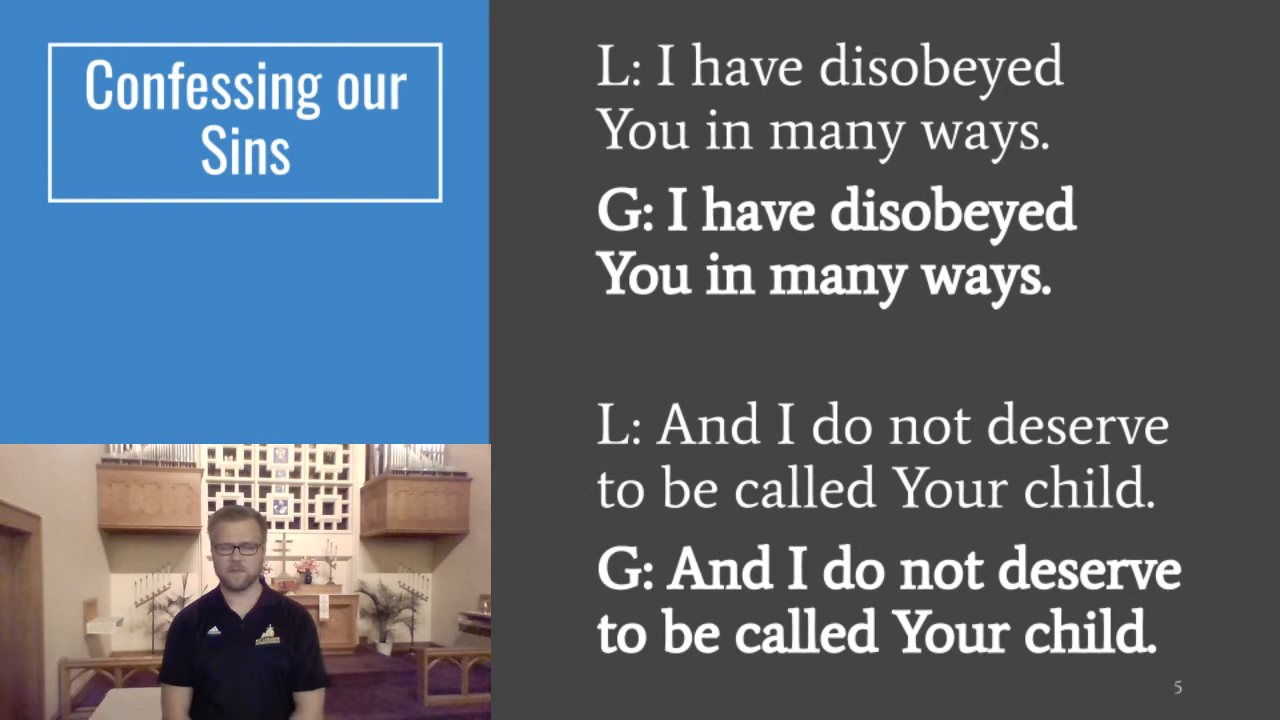 Confessing our
Sins
L: I have disobeyed
You in many ways.
G: I have disobeyed
You in many ways.
L: And I do not deserve
to be called Your child.
G: And I do not deserve
to be called Your child.
5